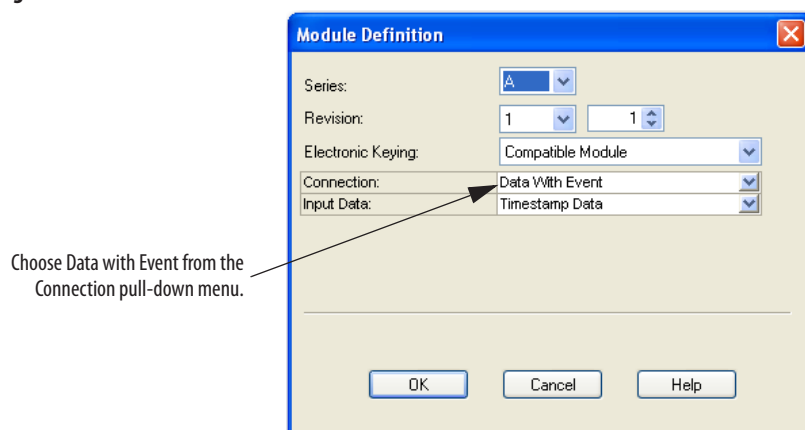 Module Definition
Series: A
Revision: 1 1
Electronic Keying: Compatible Module
Connection: Data With Event
Input Data: Timestamp Data
Choose Data with Event from the
Connection pull-down menu.
OK Cancel Help